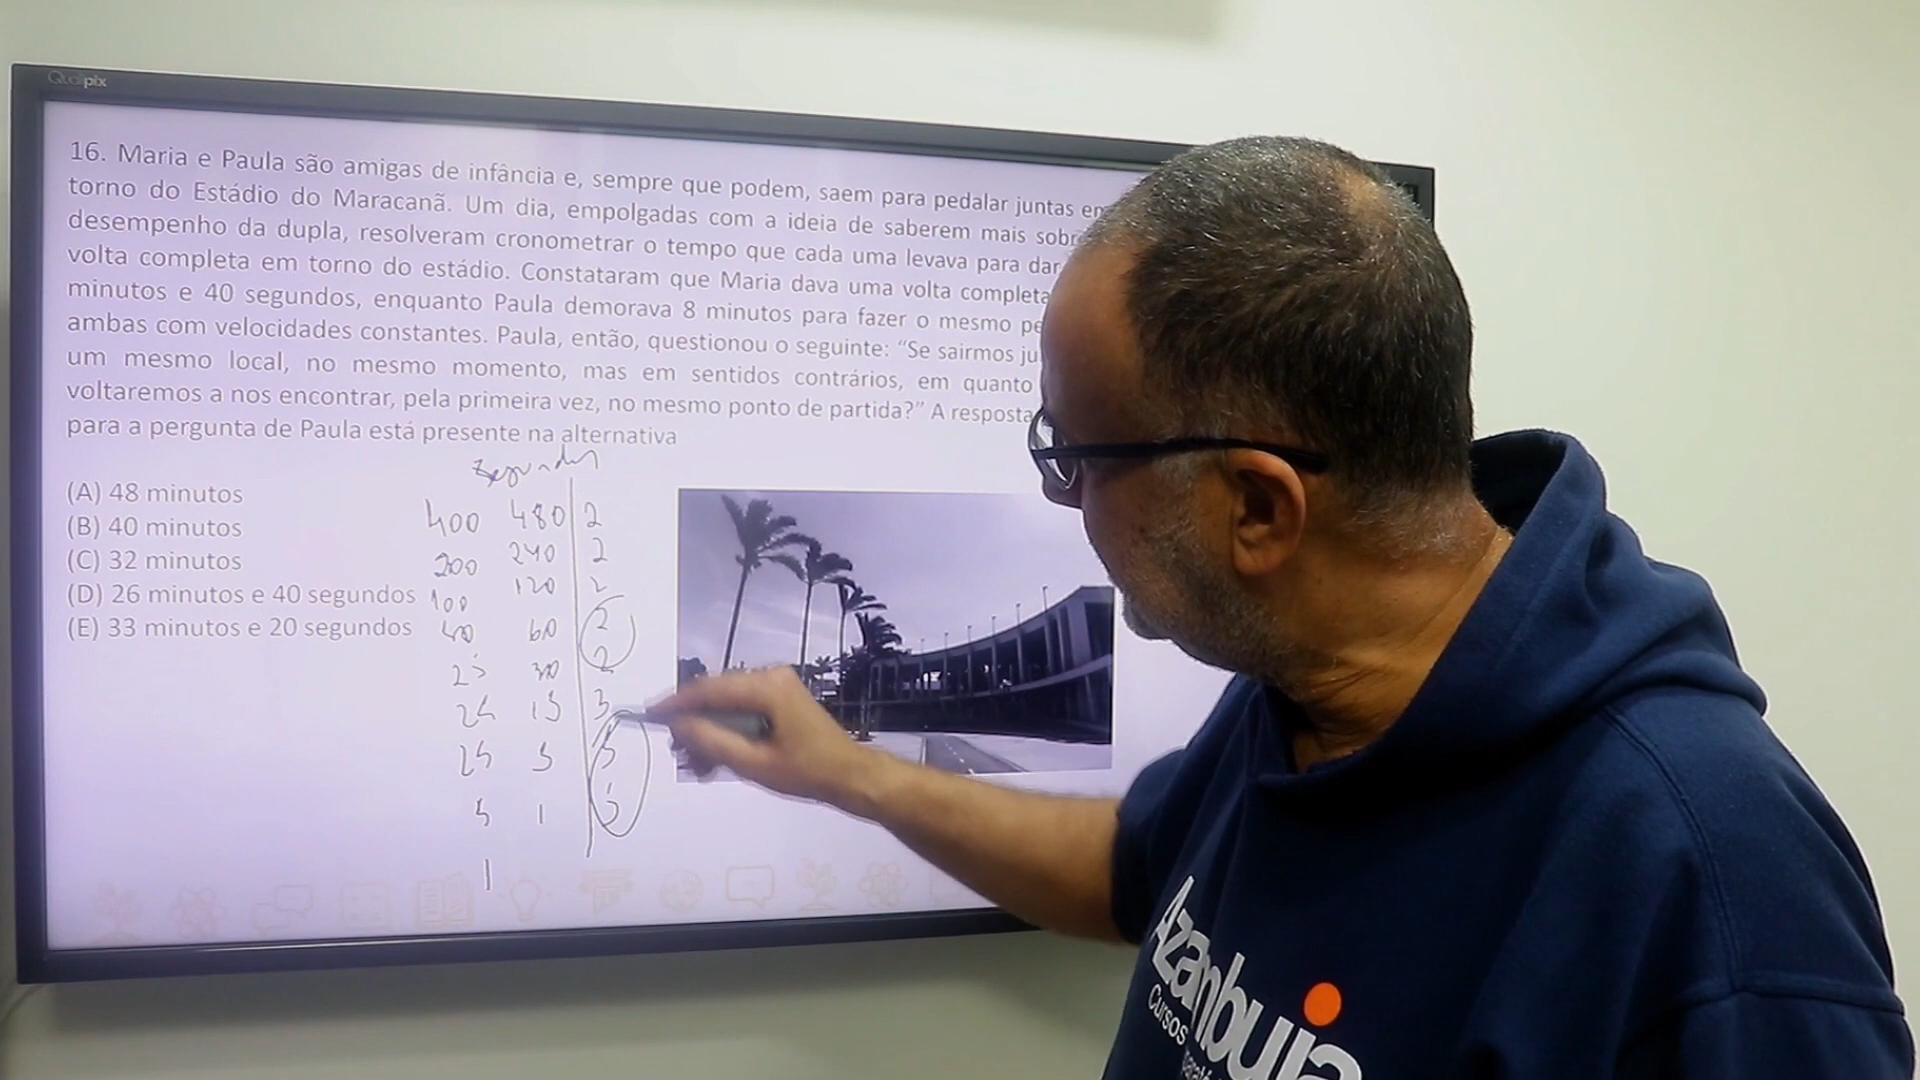 Qualipix
16. Maria e Paula são amigas de infância e, sempre que podem, saem para pedalar juntas em
torno do Estádio do Maracanã. Um dia, empolgadas com a ideia de saberem mais sobr
desempenho da dupla, resolveram cronometrar o tempo que cada uma levava para dar
volta completa em torno do estádio. Constataram que Maria dava uma volta completa
minutos e 40 segundos, enquanto Paula demorava 8 minutos para fazer o mesmo pe
ambas com velocidades constantes. Paula, então, questionou o seguinte: “Se sairmos ju
um mesmo local, no mesmo momento, mas em sentidos contrários, em quanto
voltaremos a nos encontrar, pela primeira vez, no mesmo ponto de partida?” A resposta
para a pergunta de Paula está presente na alternativa
(A) 48 minutos
(B) 40 minutos
(C) 32 minutos
(D) 26 minutos e 40 segundos
(E) 33 minutos e 20 segundos
segundos
400 480 2
200 240 2
100 120 2
60 2
25 30 2
25 15 3
25 5 5
5 1 5
1
Azambuja
Cursos